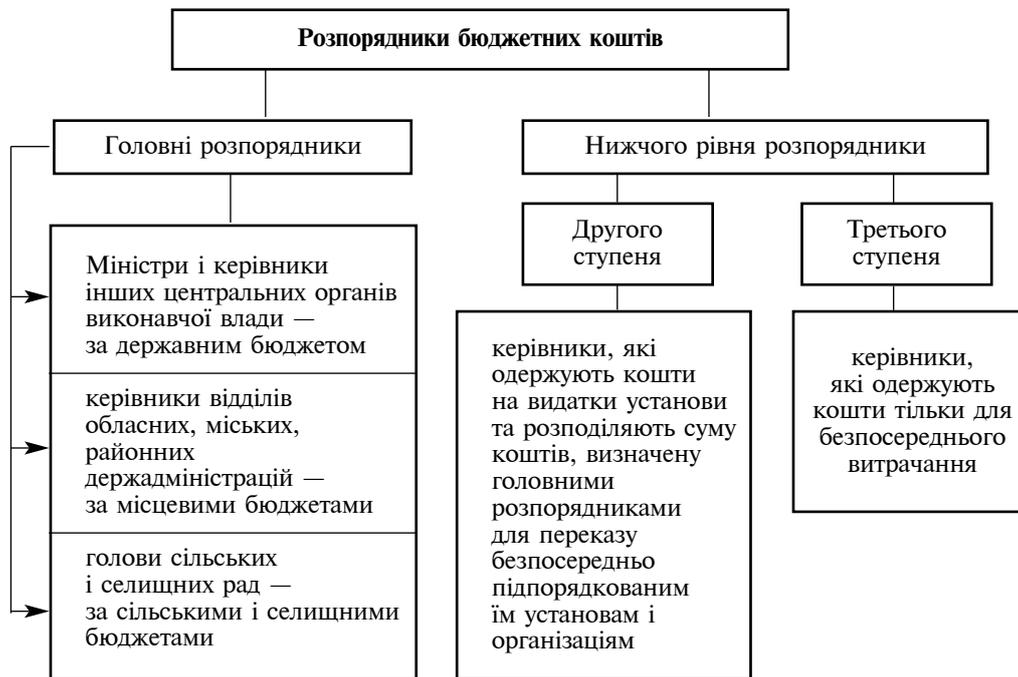 Розпорядники бюджетних коштів
Головні розпорядники
Нижчого рівня розпорядники
Міністри і керівники
інших центральних органів
виконавчої влади —
за державним бюджетом
керівники відділів
обласних, міських,
районних
держадміністрацій —
за місцевими бюджетами
голови сільських
і селищних рад —
за сільськими і селищними
бюджетами
Другого
ступеня
керівники, які
одержують кошти
на видатки установи
та розподіляють суму
коштів, визначену
головними
розпорядниками
для переказу
безпосередньо
підпорядкованим
їм установам і
організаціям
Третього
ступеня
керівники,
які одержують
кошти тільки для
безпосереднього
витрачання